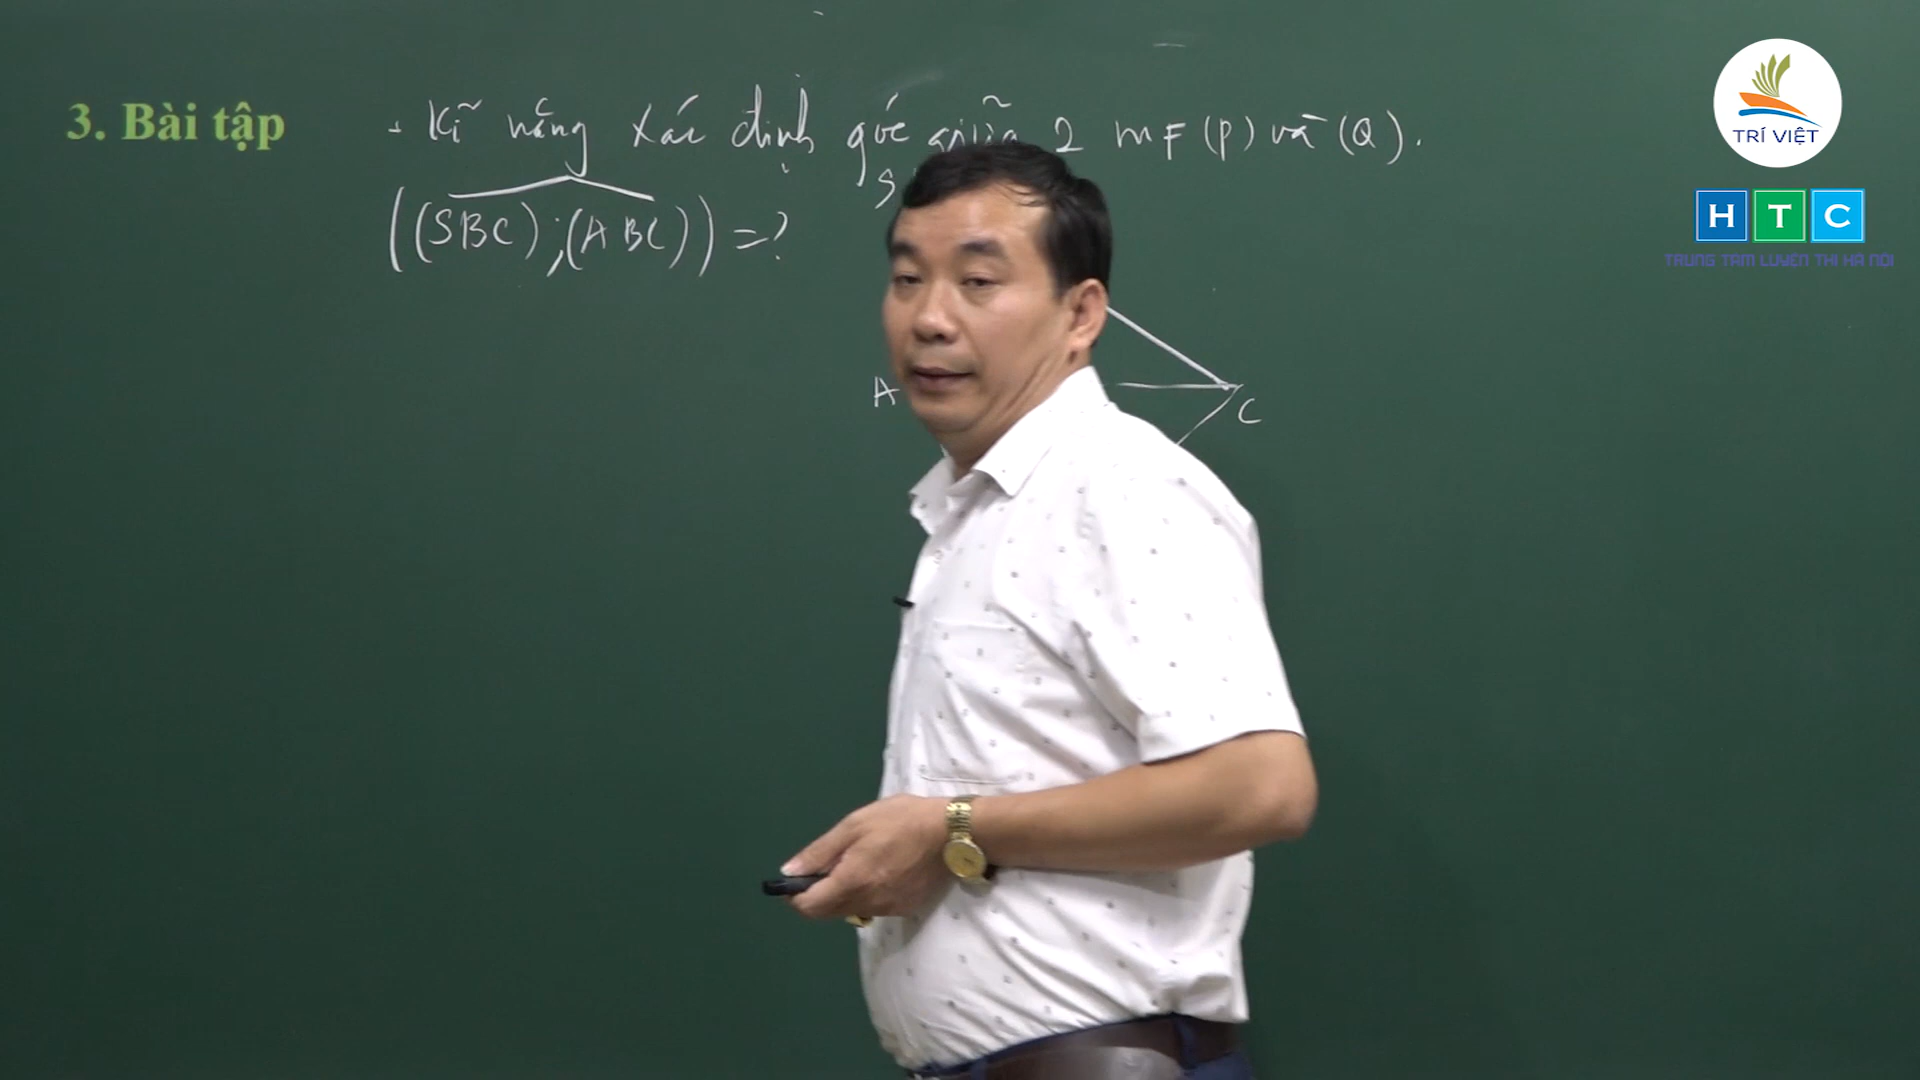 3. Bài tập
+ Kĩ năng xác định góc giữa 2 mF (P) và (Q).
((SBC);(ABC)) = ?
S
A
C
TRÍ VIỆT
HTC
TRUNG TAM LUYỆN THI HÀ NỘI